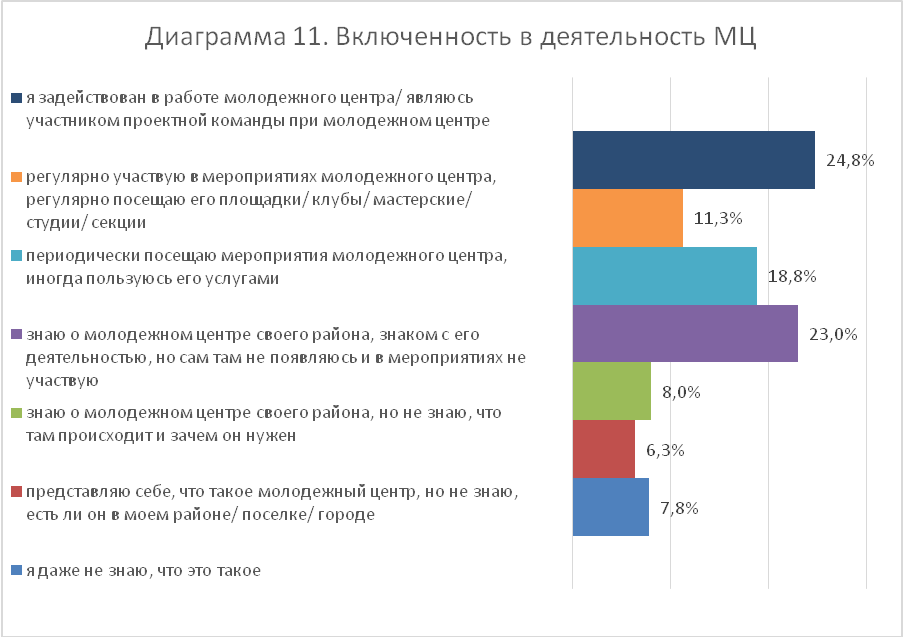 Диаграмма 11. Включенность в деятельность МЦ
я задействован в работе молодежного центра/ являюсь
участником проектной команды при молодежном центре
24,8%
регулярно участвую в мероприятиях молодежного центра,
регулярно посещаю его площадки/ клубы/ мастерские/
студии/ секции
11,3%
периодически посещаю мероприятия молодежного центра,
иногда пользуюсь его услугами
18,8%
знаю о молодежном центре своего района, знаком с его
деятельностью, но сам там не появляюсь и в мероприятиях не
участвую
23,0%
знаю о молодежном центре своего района, но не знаю, что
там происходит и зачем он нужен
8,0%
представляю себе, что такое молодежный центр, но не знаю,
есть ли он в моем районе/ поселке/ городе
6,3%
я даже не знаю, что это такое
7,8%